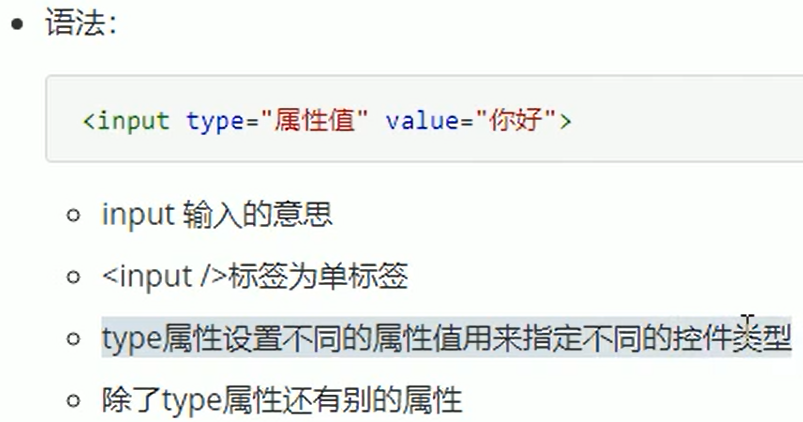 语法：
<input type="属性值" value="你好">
input 输入的意思
<input />标签为单标签
type属性设置不同的属性值用来指定不同的控件类型
除了type属性还有别的属性